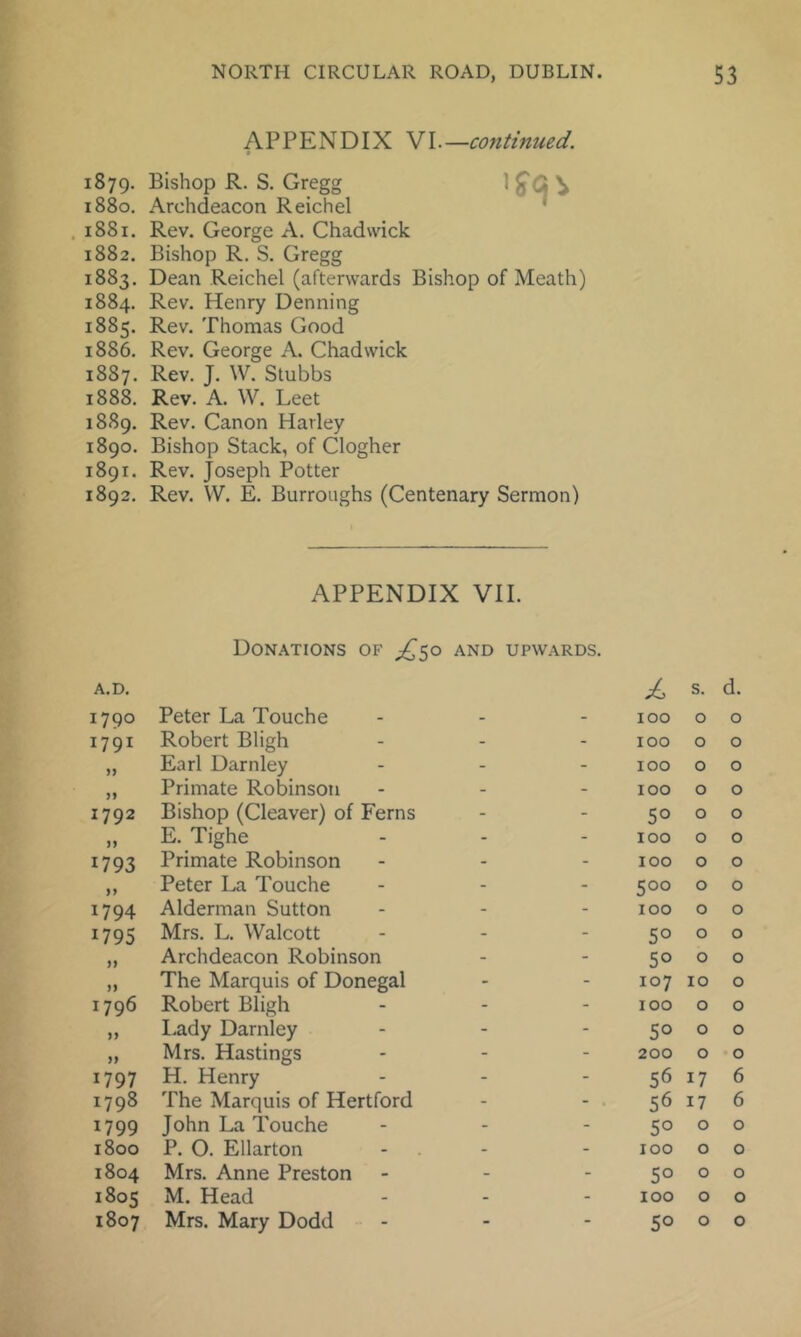 NORTH CIRCULAR ROAD, DUBLIN. 53
APPENDIX VI.—continued.
1879. Bishop R. S. Gregg
1880. Archdeacon Reichel
1881. Rev. George A. Chadwick
1882. Bishop R. S. Gregg
1883. Dean Reichel (afterwards Bishop of Meath)
1884. Rev. Henry Denning
1885. Rev. Thomas Good
1886. Rev. George A. Chadwick
1887. Rev. J. W. Stubbs
1888. Rev. A. W. Leet
1889. Rev. Canon Harley
1890. Bishop Stack, of Clogher
1891. Rev. Joseph Potter
1892. Rev. W. E. Burroughs (Centenary Sermon)
APPENDIX VII.
DONATIONS OF £50 AND UPWARDS.
A.D. £ s. d.
1790 Peter La Touche - - - 100 0 0
1791 Robert Bligh - - - 100 0 0
„ Earl Darnley - - - 100 0 0
„ Primate Robinson - - - 100 0 0
1792 Bishop (Cleaver) of Ferns - - 50 0 0
„ E. Tighe - - - 100 0 0
1793 Primate Robinson - - - 100 0 0
„ Peter La Touche - - - 500 0 0
1794 Alderman Sutton - - - 100 0 0
1795 Mrs. L. Walcott - - - 50 0 0
„ Archdeacon Robinson - - 50 0 0
„ The Marquis of Donegal - - 107 10 0
1796 Robert Bligh - - - 100 0 0
„ Lady Darnley - - - 50 0 0
„ Mrs. Hastings - - - 200 0 0
1797 H. Henry - - - 56 17 6
1798 The Marquis of Hertford - - 56 17 6
1799 John La Touche - - - 50 0 0
1800 P. O. Ellarton - - - 100 0 0
1804 Mrs. Anne Preston - - - 50 0 0
1805 M. Head - - - 100 0 0
1807 Mrs. Mary Dodd - - - 50 0 0